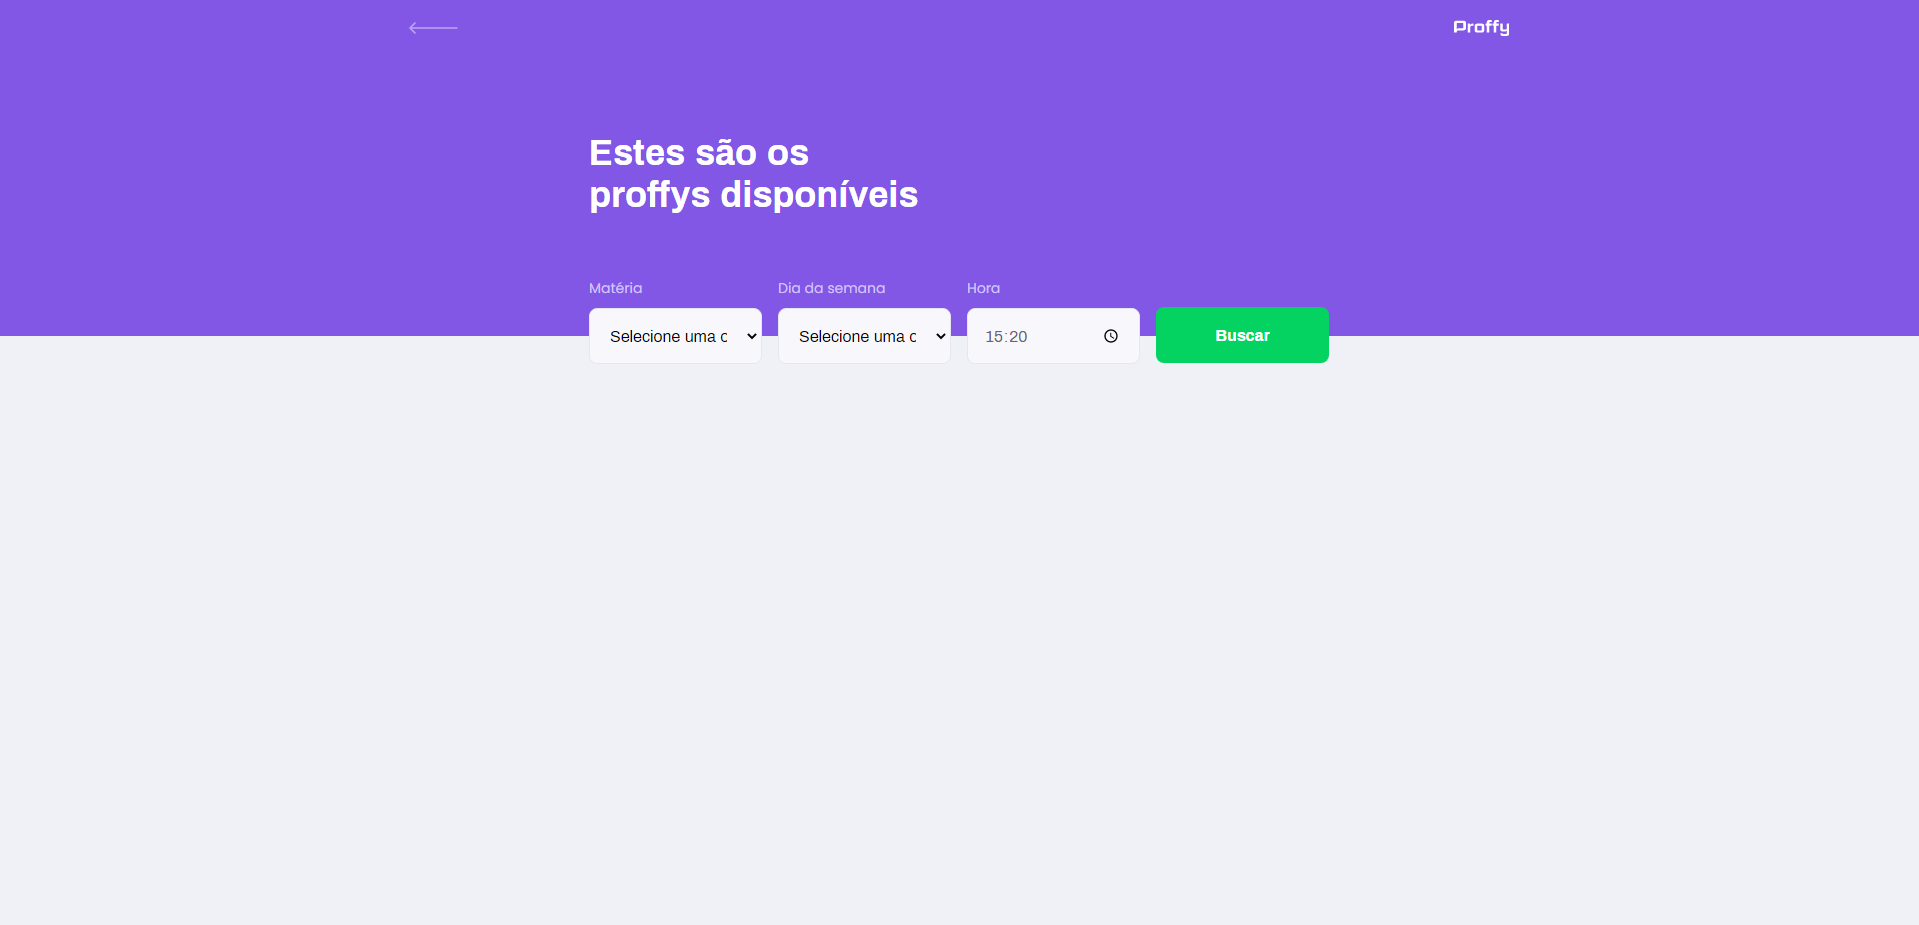 Proffy
Estes são os
proffys disponíveis
Matéria
Dia da semana
Hora
Selecione uma
Selecione uma
15:20
Buscar